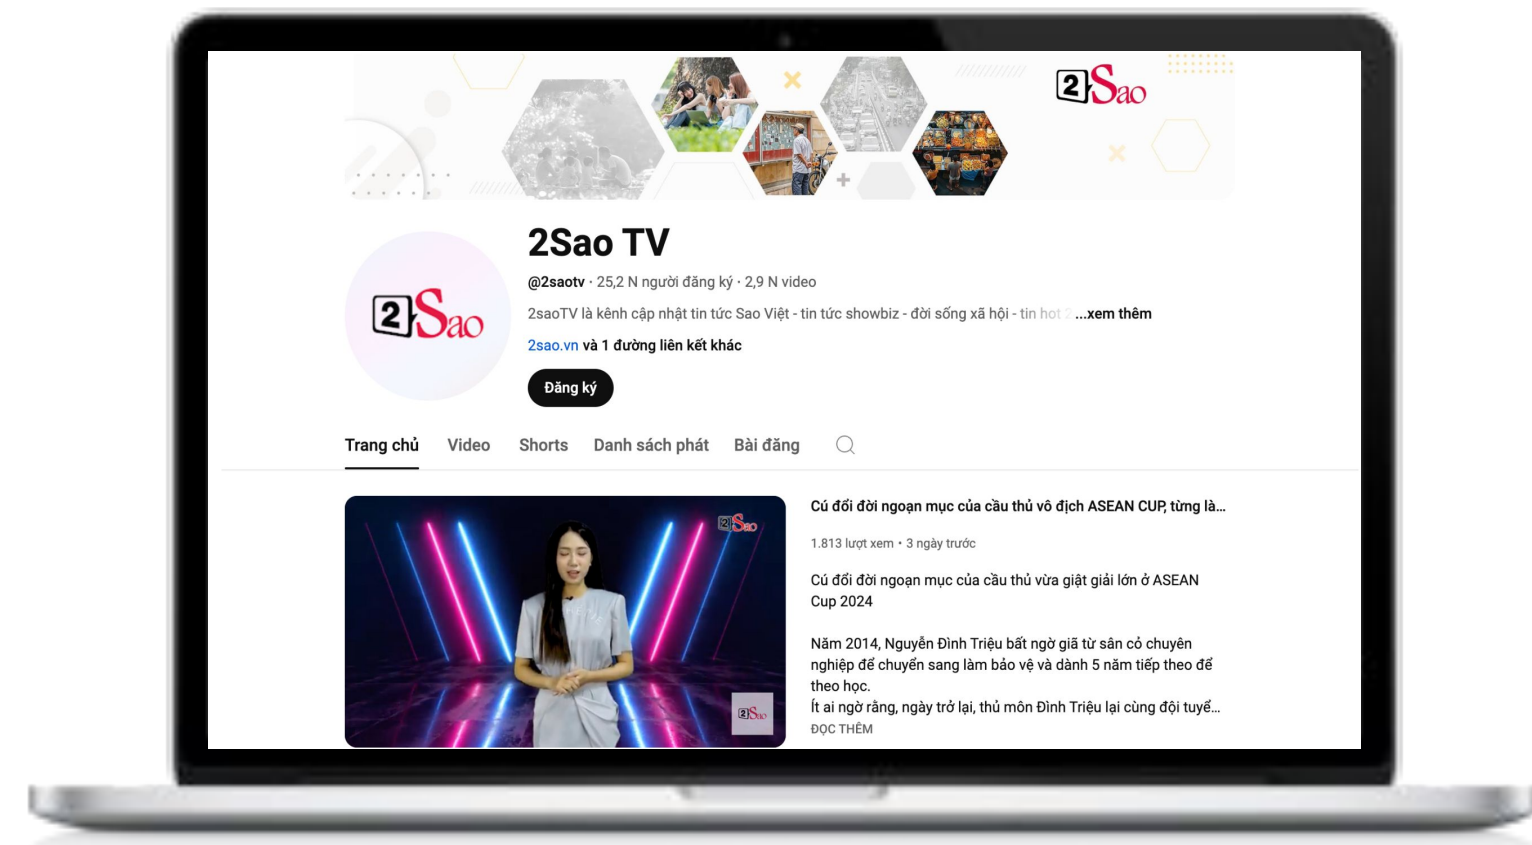 2Sao
2Sao TV
@2saotv · 25,2 N người đăng ký · 2,9 N video
2saoTV là kênh cập nhật tin tức Sao Việt - tin tức showbiz - đời sống xã hội - tin hot 2 ...xem thêm
2sao.vn và 1 đường liên kết khác
2Sao
Đăng ký
Trang chủ Video Shorts Danh sách phát Bài đăng
2Sao
2Sao
Cú đổi đời ngoạn mục của cầu thủ vô địch ASEAN CUP, từng là...
1.813 lượt xem • 3 ngày trước
Cú đổi đời ngoạn mục của cầu thủ vừa giật giải lớn ở ASEAN
Cup 2024
Năm 2014, Nguyễn Đình Triệu bất ngờ giã từ sân cỏ chuyên
nghiệp để chuyển sang làm bảo vệ và dành 5 năm tiếp theo để
theo học.
Ít ai ngờ rằng, ngày trở lại, thủ môn Đình Triệu lại cùng đội tuyể...
ĐỌC THÊM